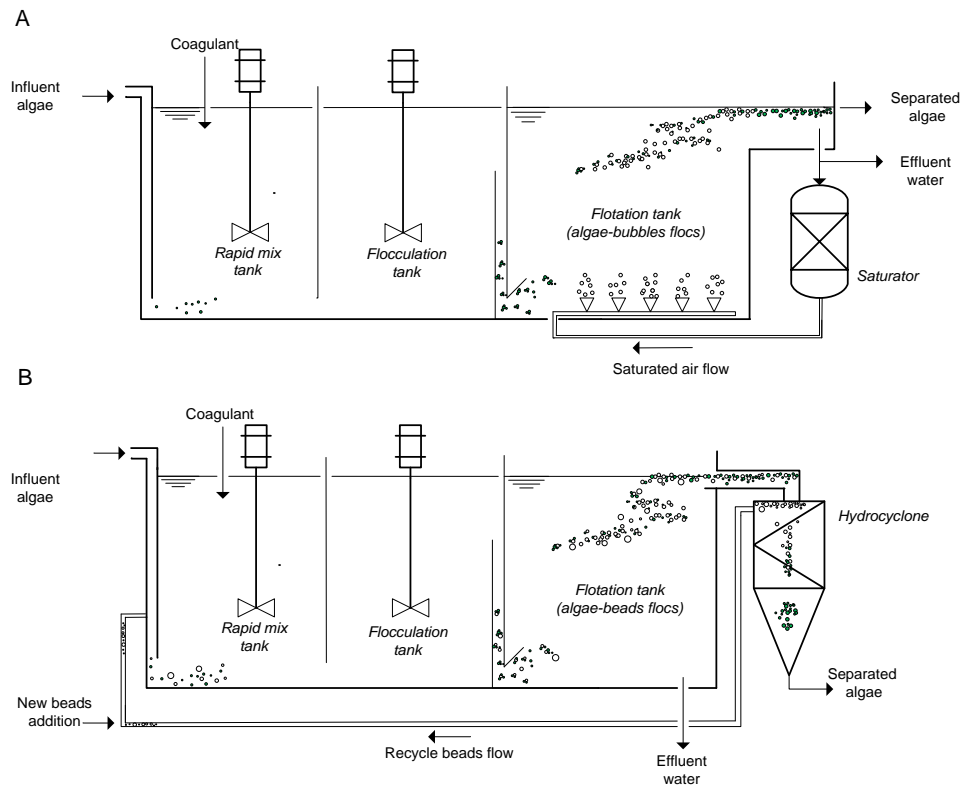 A
Coagulant
Influent
algae
Separated
algae
Effluent
water
Flotation tank
(algae-bubbles flocs)
Rapid mix
tank
Flocculation
tank
Saturator
Saturated air flow
B
Coagulant
Influent
algae
Hydrocyclone
Flotation tank
(algae-beads flocs)
Rapid mix
tank
Flocculation
tank
Separated
algae
New beads
addition
Recycle beads flow
Effluent
water